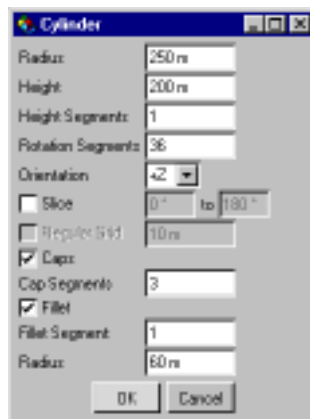 Cylinder
Radius 250 m
Height 200 m
Height Segments 1
Rotation Segments 36
Orientation +Z
Slice 0 ° to 180 °
Regular Grid 10 m
Caps
Cap Segments 3
Fillet
Fillet Segment 1
Radius 60 m
OK Cancel